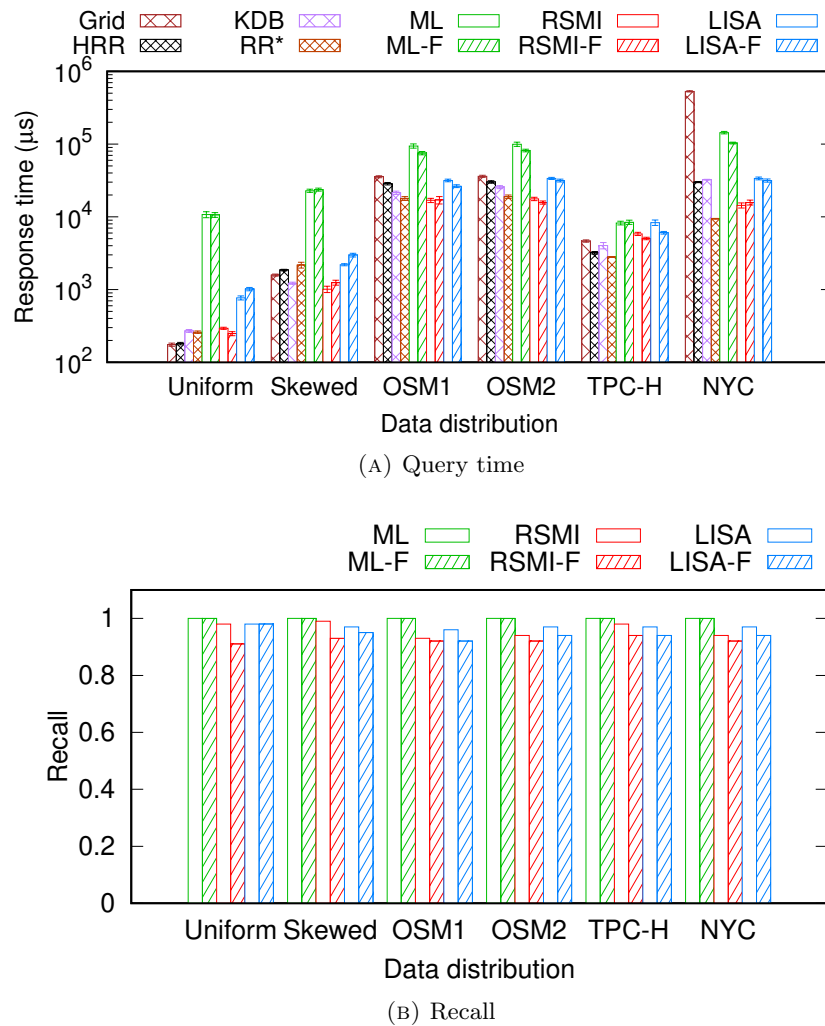 Grid KDB ML RSMI LISA
HRR RR* ML-F RSMI-F LISA-F
10^6
10^5
10^4
10^3
10^2
Response time (µs)
Uniform Skewed OSM1 OSM2 TPC-H NYC
Data distribution
(A) Query time
ML RSMI LISA
ML-F RSMI-F LISA-F
1
0.8
0.6
0.4
0.2
0
Recall
Uniform Skewed OSM1 OSM2 TPC-H NYC
Data distribution
(B) Recall